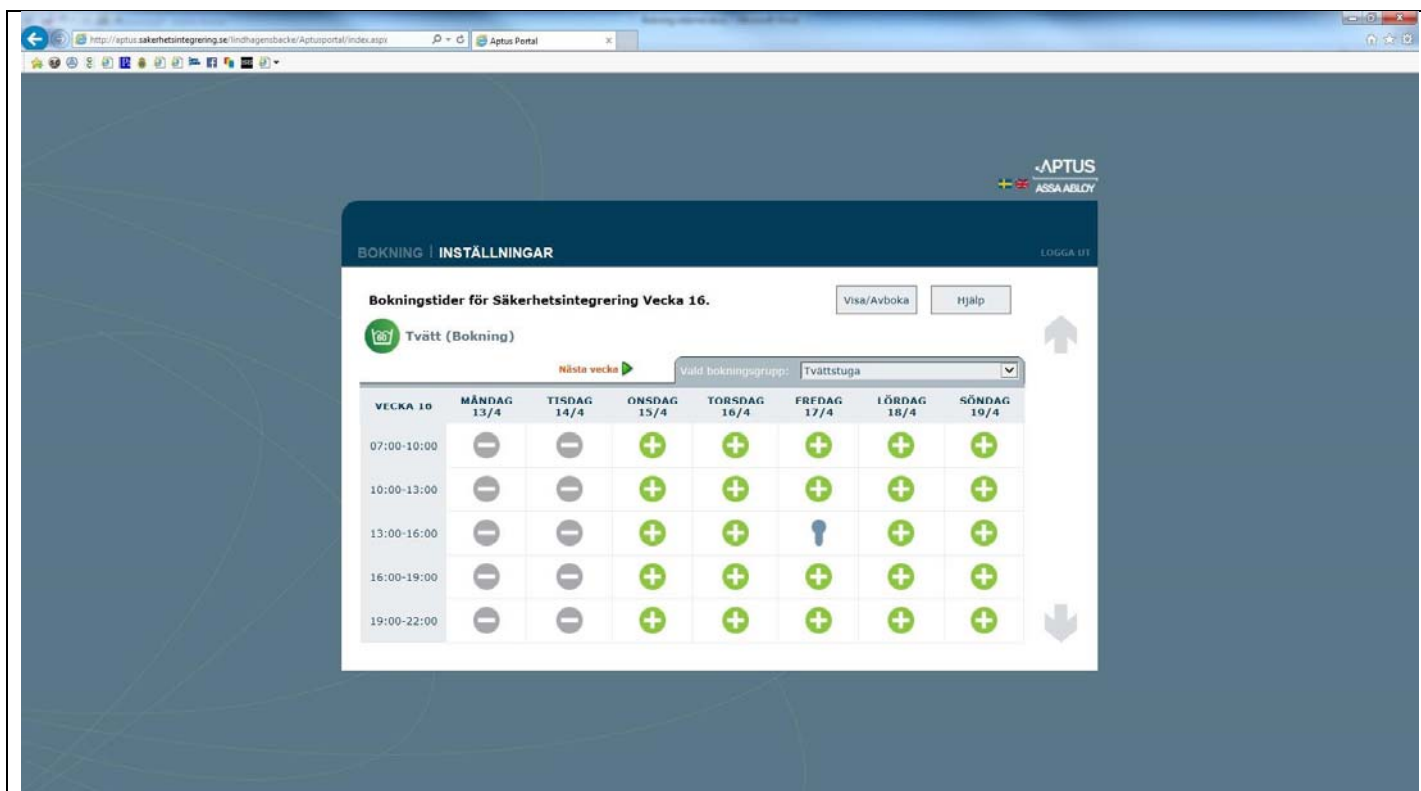 http://aptus.sakerhetsintegrering.se/lindhagensbacke/Aptusportal/index.aspx
Aptus Portal
APTUS
ASSA ABLOY
BOKNING | INSTÄLLNINGAR
LOGGA UT
Bokningstider för Säkerhetsintegrering Vecka 16.
Visa/Avboka
Hjälp
60
Tvätt (Bokning)
Nästa vecka
Vald bokningsgrupp:
Tvättstuga
VECKA 16 MÅNDAG TISDAG ONSDAG TORSDAG FREDAG LÖRDAG SÖNDAG
13/4 14/4 15/4 16/4 17/4 18/4 19/4
07:00-10:00
10:00-13:00
13:00-16:00
16:00-19:00
19:00-22:00